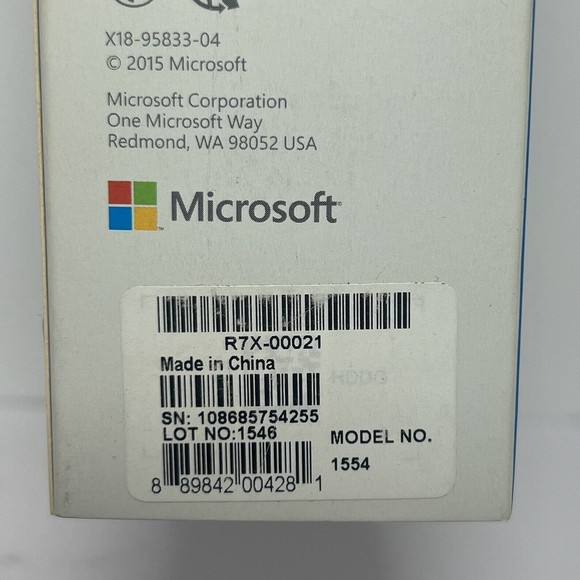 X18-95833-04
© 2015 Microsoft
Microsoft Corporation
One Microsoft Way
Redmond, WA 98052 USA
Microsoft
R7X-00021
Made in China
SN: 108685754255
LOT NO:1546
MODEL NO.
1554
8 89842 00428 1